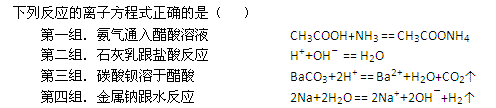 下列反应的离子方程式正确的是（ ）
第一组．氨气通入醋酸溶液 CH₃COOH+NH₃ == CH₃COONH₄
第二组．石灰乳跟盐酸反应 H⁺+OH⁻ == H₂O
第三组．碳酸钡溶于醋酸 BaCO₃+2H⁺ == Ba²⁺+H₂O+CO₂↑
第四组．金属钠跟水反应 2Na+2H₂O == 2Na⁺+2OH⁻+H₂↑